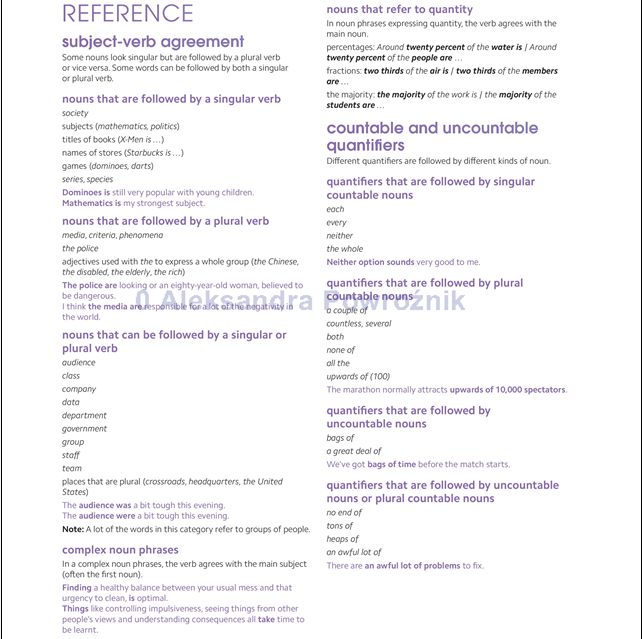 REFERENCE
subject-verb agreement
Some nouns look singular but are followed by a plural verb
or vice versa. Some words can be followed by both a singular
or plural verb.
nouns that are followed by a singular verb
society
subjects (mathematics, politics)
titles of books (X-Men is ...)
names of stores (Starbucks is ...)
games (dominoes, darts)
series, species
Dominoes is still very popular with young children.
Mathematics is my strongest subject.
nouns that are followed by a plural verb
media, criteria, phenomena
the police
adjectives used with the to express a whole group (the Chinese,
the disabled, the elderly, the rich)
The police are looking or an eighty-year-old woman, believed to
be dangerous.
I think the media are responsible for a lot of the negativity in
the world.
nouns that can be followed by a singular or
plural verb
audience
class
company
data
department
government
group
staff
team
places that are plural (crossroads, headquarters, the United
States)
The audience was a bit tough this evening.
The audience were a bit tough this evening.
Note: A lot of the words in this category refer to groups of people.
complex noun phrases
In a complex noun phrases, the verb agrees with the main subject
(often the first noun).
Finding a healthy balance between your usual mess and that
urgency to clean, is optimal.
Things like controlling impulsiveness, seeing things from other
people's views and understanding consequences all take time to
be learnt.
nouns that refer to quantity
In noun phrases expressing quantity, the verb agrees with the
main noun.
percentages: Around twenty percent of the water is / Around
twenty percent of the people are ...
fractions: two thirds of the air is / two thirds of the members
are ...
the majority: the majority of the work is / the majority of the
students are ...
countable and uncountable
quantifiers
Different quantifiers are followed by different kinds of noun.
quantifiers that are followed by singular
countable nouns
each
every
neither
the whole
Neither option sounds very good to me.
quantifiers that are followed by plural
countable nouns
a couple of
countless, several
both
none of
all the
upwards of (100)
The marathon normally attracts upwards of 10,000 spectators.
quantifiers that are followed by
uncountable nouns
bags of
a great deal of
We've got bags of time before the match starts.
quantifiers that are followed by uncountable
nouns or plural countable nouns
no end of
tons of
heaps of
an awful lot of
There are an awful lot of problems to fix.
0 Aleksandra Powroźnik